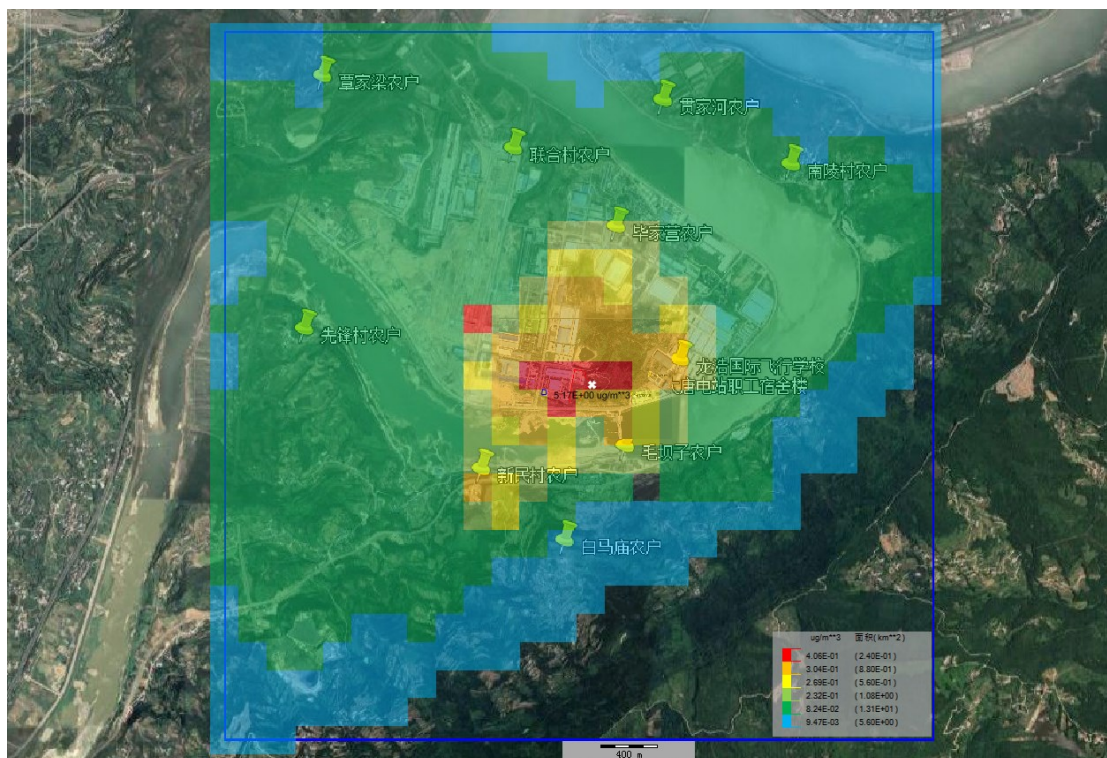 覃家梁农户
贯家河农户
联合村农户
南陵村农户
毕家营农户
先锋村农户
龙浩国际飞行学校
唐电站职工宿舍楼
5.17E+00 ug/m**3
毛坝子农户
新民村农户
白马庙农户
ug/m**3 面积(km**2)
4.06E-01 (2.40E-01)
3.04E-01 (8.80E-01)
2.69E-01 (5.60E-01)
2.32E-01 (1.08E+00)
8.24E-02 (1.31E+01)
9.47E-03 (5.60E+00)
400 m